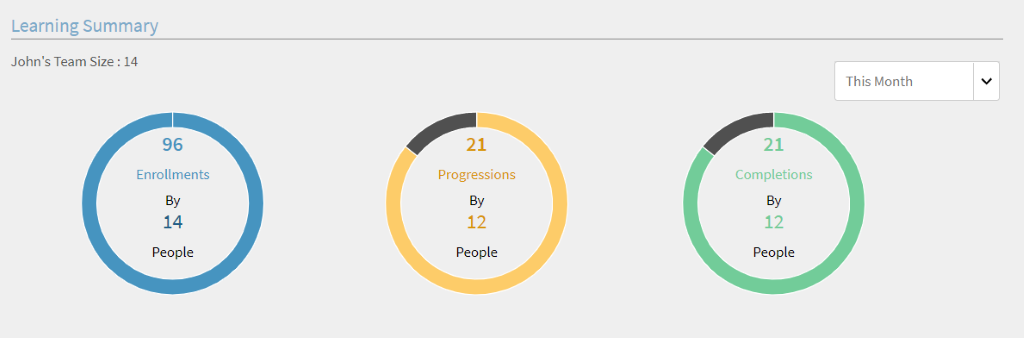 Learning Summary
John's Team Size : 14
This Month
96
Enrollments
By
14
People
21
Progressions
By
12
People
21
Completions
By
12
People